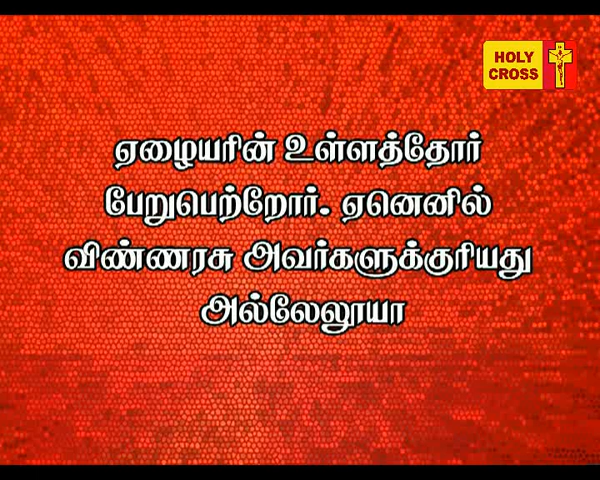 HOLY
CROSS
ஏழையரின் உள்ளத்தோர்
பேறுபெற்றோர். ஏனெனில்
விண்ணரசு அவர்களுக்குரியது
அல்லேலூயா